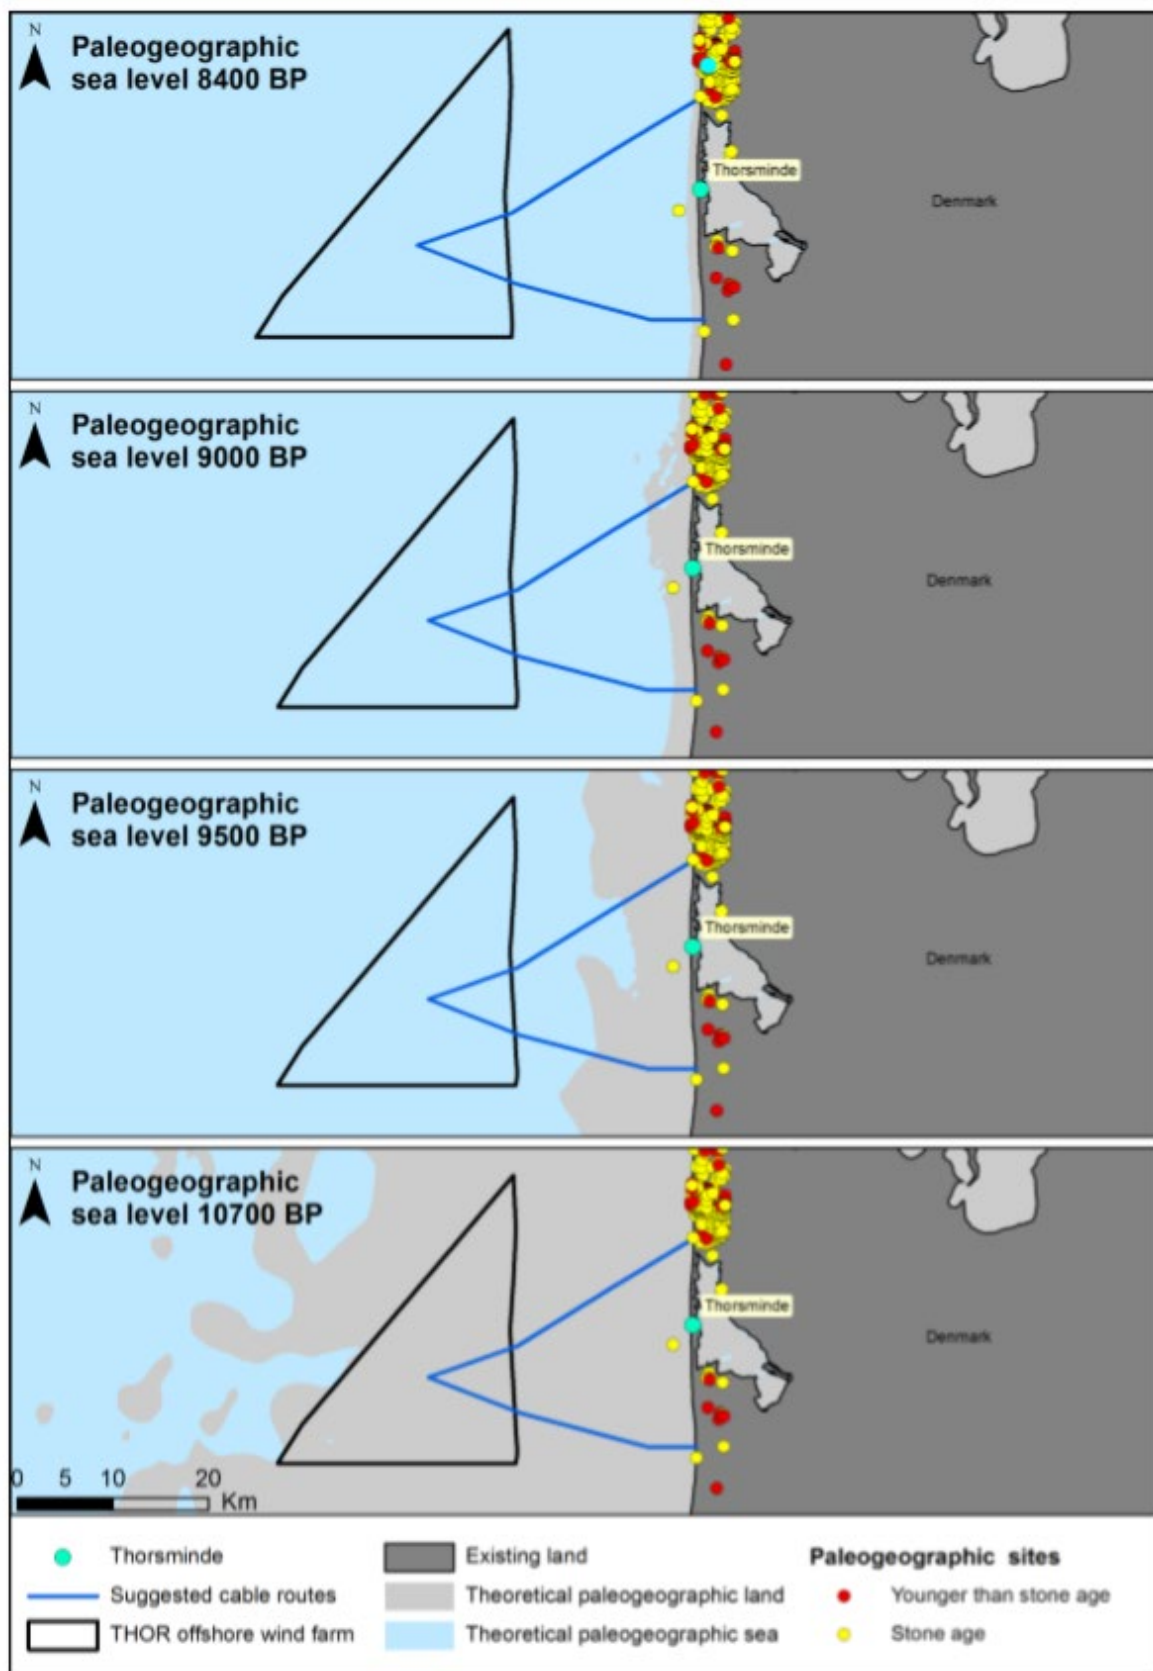 N
Paleogeographic
sea level 8400 BP
Thorsminde
Denmark
N
Paleogeographic
sea level 9000 BP
Thorsminde
Denmark
N
Paleogeographic
sea level 9500 BP
Thorsminde
Denmark
N
Paleogeographic
sea level 10700 BP
Thorsminde
Denmark
0 5 10 20
Km
Thorsminde
Suggested cable routes
THOR offshore wind farm
Existing land
Theoretical paleogeographic land
Theoretical paleogeographic sea
Paleogeographic sites
Younger than stone age
Stone age